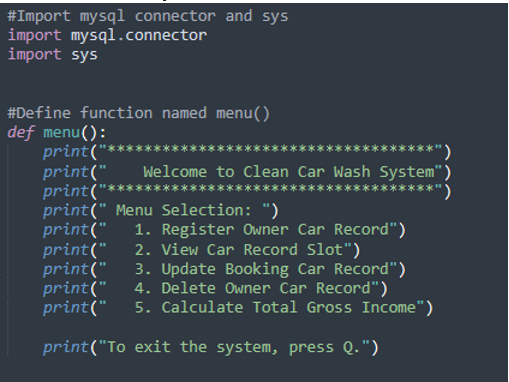 #Import mysql connector and sys
import mysql.connector
import sys
#Define function named menu()
def menu():
    print("************************************")
    print("    Welcome to Clean Car Wash System")
    print("************************************")
    print(" Menu Selection: ")
    print("   1. Register Owner Car Record")
    print("   2. View Car Record Slot")
    print("   3. Update Booking Car Record")
    print("   4. Delete Owner Car Record")
    print("   5. Calculate Total Gross Income")
    print("To exit the system, press Q.")